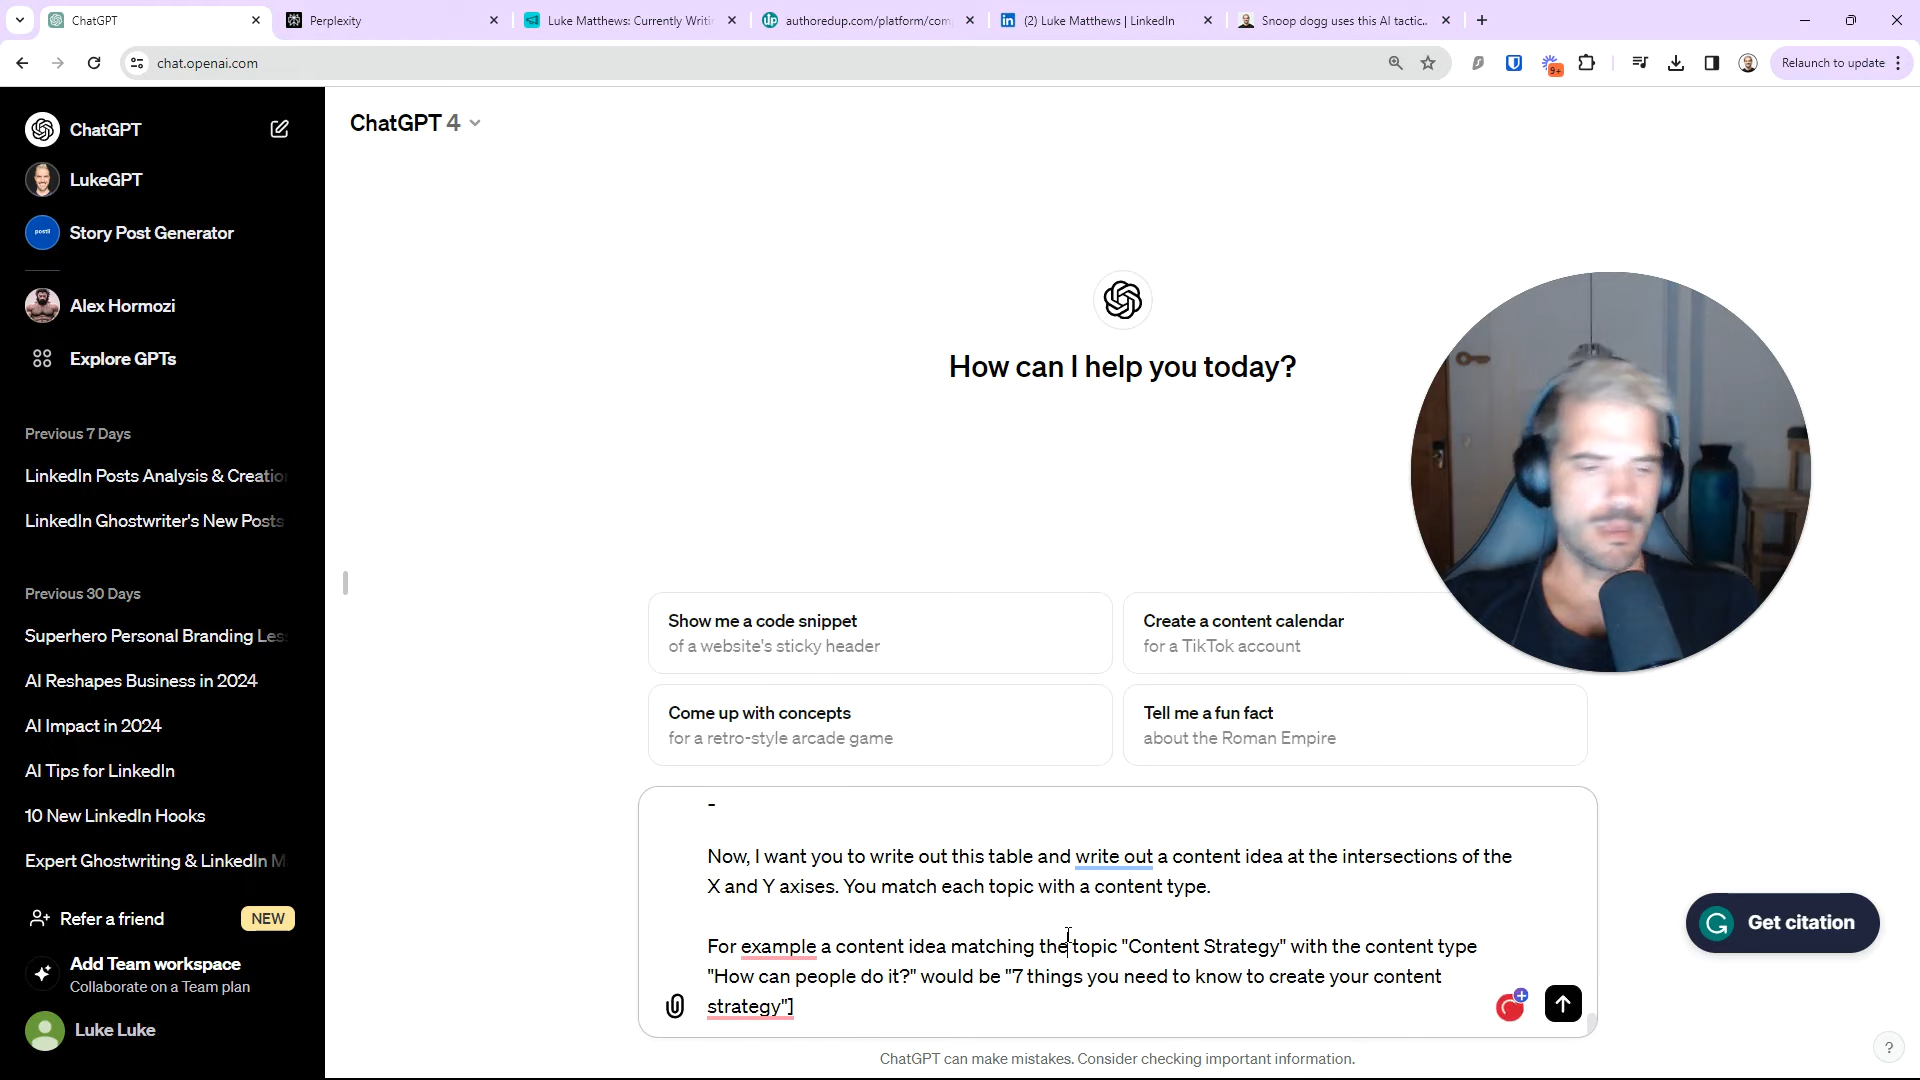 ChatGPT
Perplexity
Luke Matthews: Currently Writi
authoredup.com/platform/com
(2) Luke Matthews | LinkedIn
Snoop dogg uses this AI tactic..
chat.openai.com
9+
Relaunch to update
ChatGPT
LukeGPT
postli
Story Post Generator
Alex Hormozi
Explore GPTs
Previous 7 Days
LinkedIn Posts Analysis & Creatio
LinkedIn Ghostwriter's New Posts
Previous 30 Days
Superhero Personal Branding Les
AI Reshapes Business in 2024
AI Impact in 2024
AI Tips for LinkedIn
10 New LinkedIn Hooks
Expert Ghostwriting & LinkedIn M
Refer a friend
NEW
Add Team workspace
Collaborate on a Team plan
Luke Luke
ChatGPT 4
How can I help you today?
Show me a code snippet
of a website's sticky header
Create a content calendar
for a TikTok account
Come up with concepts
for a retro-style arcade game
Tell me a fun fact
about the Roman Empire
-
Now, I want you to write out this table and write out a content idea at the intersections of the
X and Y axises. You match each topic with a content type.
For example a content idea matching the topic "Content Strategy" with the content type
"How can people do it?" would be "7 things you need to know to create your content
strategy"]
ChatGPT can make mistakes. Consider checking important information.
Get citation
?